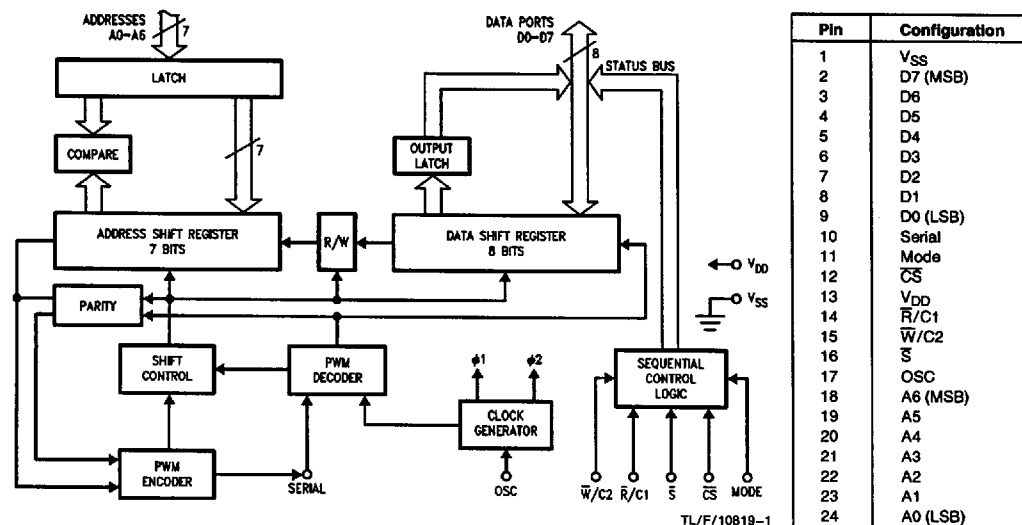 ADDRESSES
A0–A6
7
LATCH
COMPARE
7
ADDRESS SHIFT REGISTER
7 BITS
PARITY
SHIFT
CONTROL
PWM
ENCODER
DATA PORTS
D0–D7
8
STATUS BUS
OUTPUT
LATCH
R/W
DATA SHIFT REGISTER
8 BITS
PWM
DECODER
SERIAL
ϕ1
ϕ2
CLOCK
GENERATOR
OSC
V_DD
V_SS
SEQUENTIAL
CONTROL
LOGIC
W̅/C2
R̅/C1
S̅
C̅S̅
MODE
TL/F/10819–1
Pin Configuration
1 V_SS
2 D7 (MSB)
3 D6
4 D5
5 D4
6 D3
7 D2
8 D1
9 D0 (LSB)
10 Serial
11 Mode
12 C̅S̅
13 V_DD
14 R̅/C1
15 W̅/C2
16 S̅
17 OSC
18 A6 (MSB)
19 A5
20 A4
21 A3
22 A2
23 A1
24 A0 (LSB)